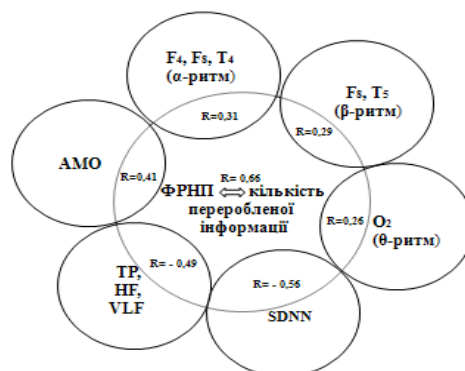 F4, F8, T4
(α-ритм)
R=0,31
F8, T5
(β-ритм)
R=0,29
АМО
R=0,41
R= 0,66
ФРНП ⇔ кількість
переробленої
інформації
R=0,26
O2
(θ-ритм)
R= - 0,49
TP,
HF,
VLF
R= - 0,56
SDNN